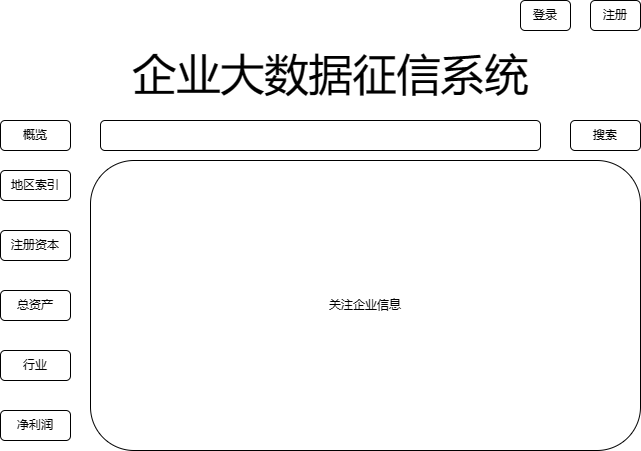 登录
注册
企业大数据征信系统
概览
搜索
地区索引
注册资本
关注企业信息
总资产
行业
净利润